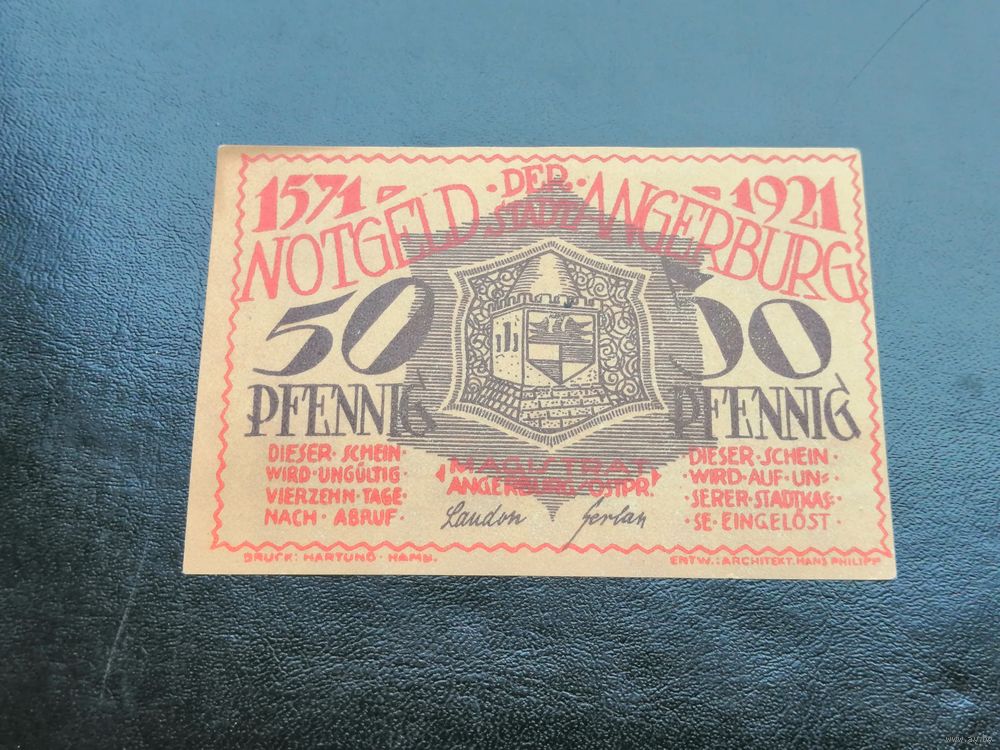 1571 - DER - 1921
NOTGELD · STADT · ANGERBURG
50 50
PFENNIG PFENNIG
DIESER · SCHEIN ·
WIRD · UNGÜLTIG ·
VIERZEHN · TAGE ·
NACH · ABRUF ·
MAGISTRAT
ANGERBURG/OSTPR.
Laudon
DIESER · SCHEIN ·
· WIRD · AUF · UN=
SERER · STADTKAS=
· SE · EINGELÖST ·
DRUCK: HARTUNG · HAMB.
ENTW.: ARCHITEKT. HANS PHILIPP